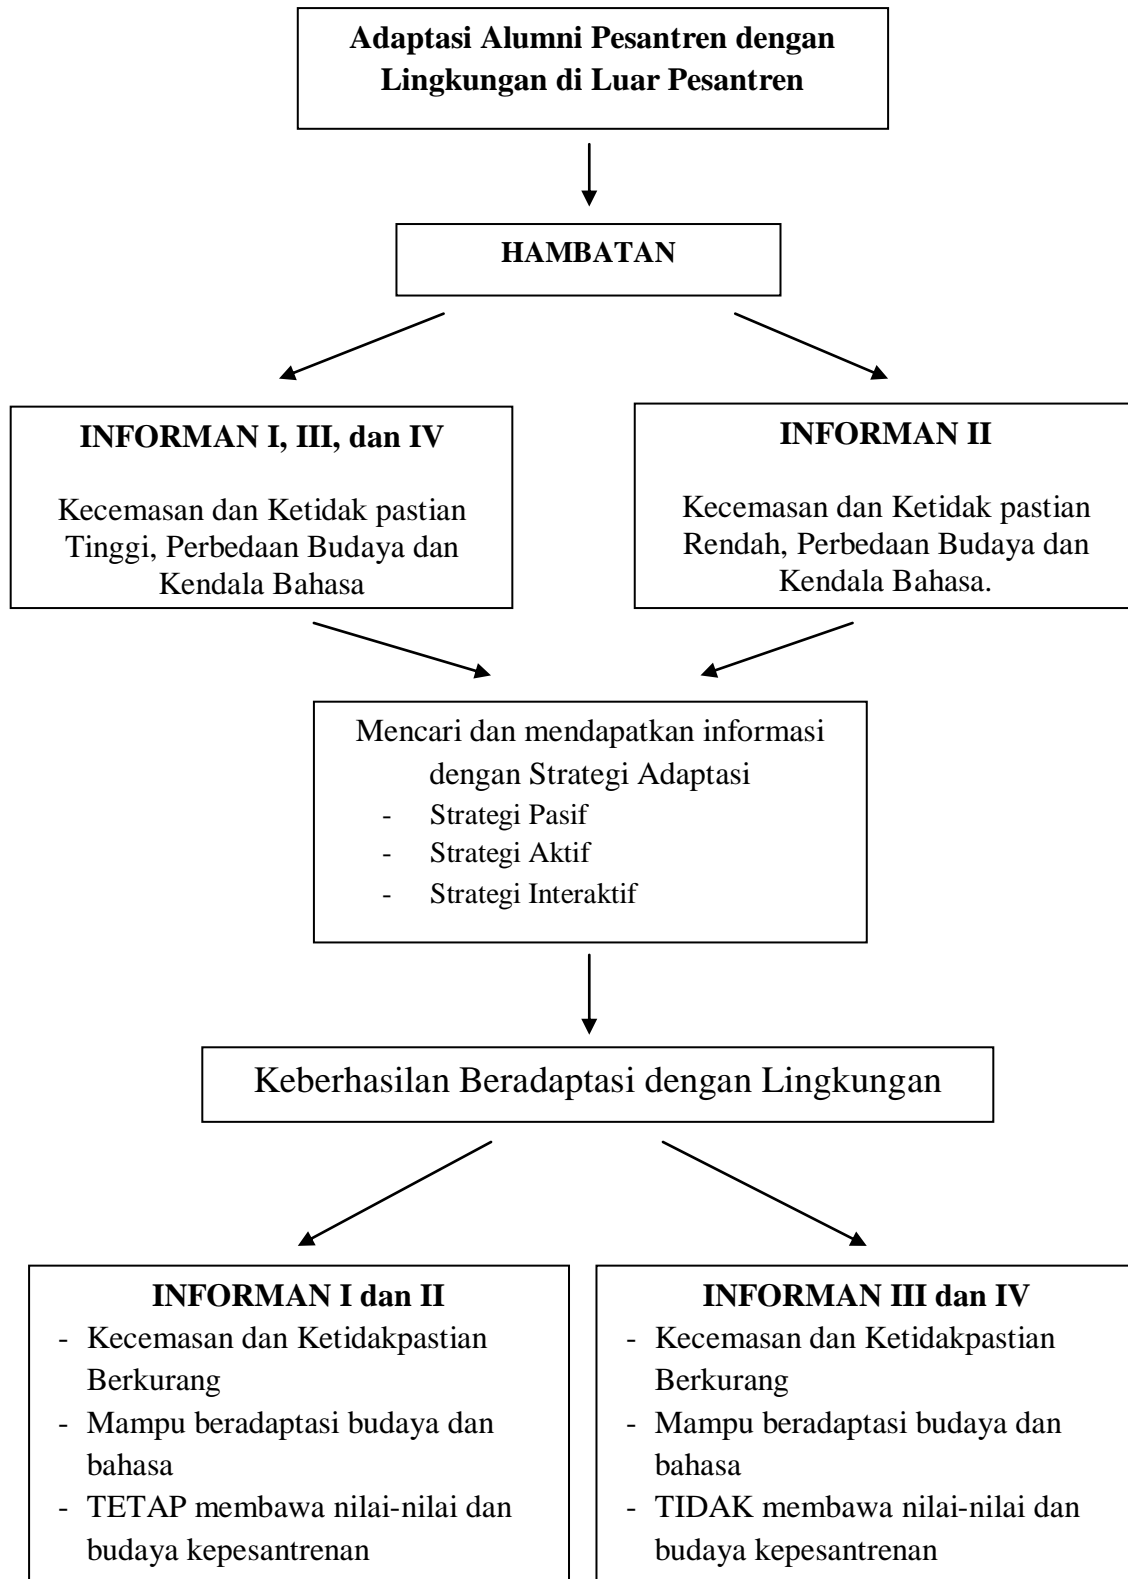 Adaptasi Alumni Pesantren dengan
Lingkungan di Luar Pesantren
HAMBATAN
INFORMAN I, III, dan IV
Kecemasan dan Ketidak pastian
Tinggi, Perbedaan Budaya dan
Kendala Bahasa
INFORMAN II
Kecemasan dan Ketidak pastian
Rendah, Perbedaan Budaya dan
Kendala Bahasa.
Mencari dan mendapatkan informasi
dengan Strategi Adaptasi
- Strategi Pasif
- Strategi Aktif
- Strategi Interaktif
Keberhasilan Beradaptasi dengan Lingkungan
INFORMAN I dan II
- Kecemasan dan Ketidakpastian
Berkurang
- Mampu beradaptasi budaya dan
bahasa
- TETAP membawa nilai-nilai dan
budaya kepesantrenan
INFORMAN III dan IV
- Kecemasan dan Ketidakpastian
Berkurang
- Mampu beradaptasi budaya dan
bahasa
- TIDAK membawa nilai-nilai dan
budaya kepesantrenan